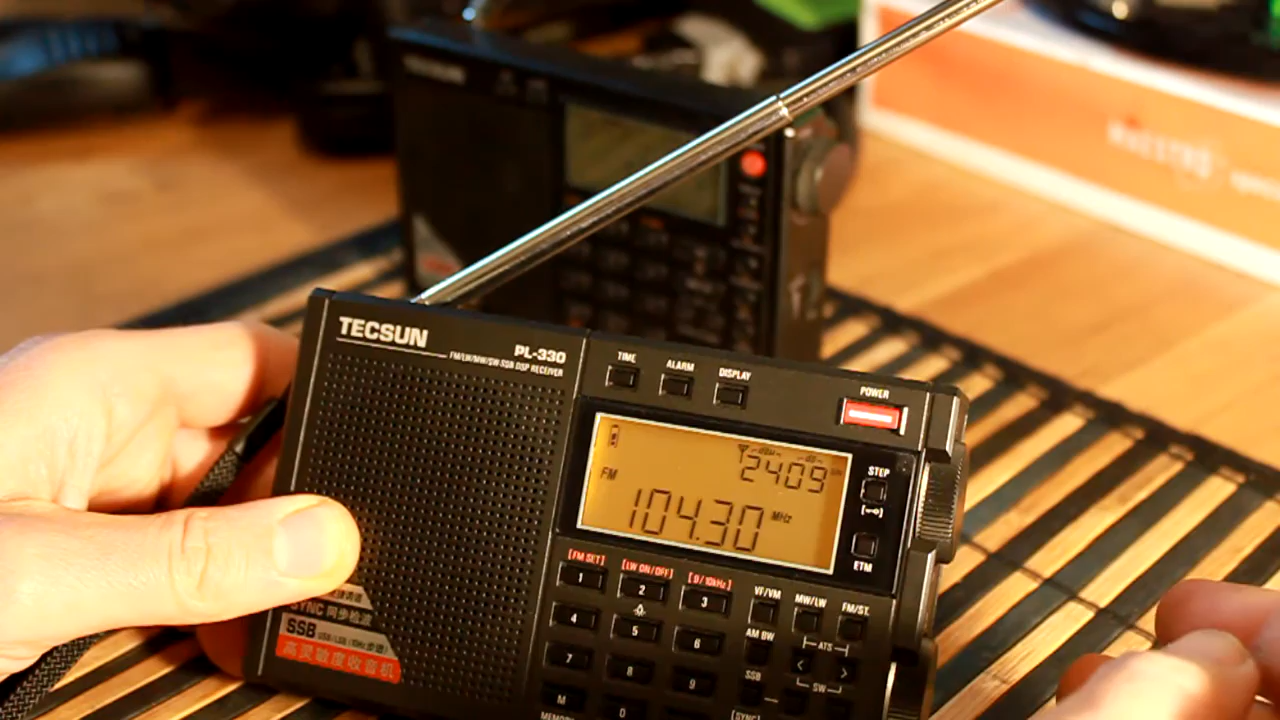 TECSUN
PL-330
FM/LW/MW/SW-SSB DSP RECEIVER
TIME
ALARM
DISPLAY
POWER
2409
FM
104.30
MHz
STEP
ETM
[FM SET]
[LW ON/OFF]
[9/10kHz]
1
2
3
VF/VM
MW/LW
FM/ST.
4
5
6
AM BW
ATS
7
8
9
SSB
SW
M
0
[SYNC]
SYNC 同步检波
SSB
高灵敏度收音机